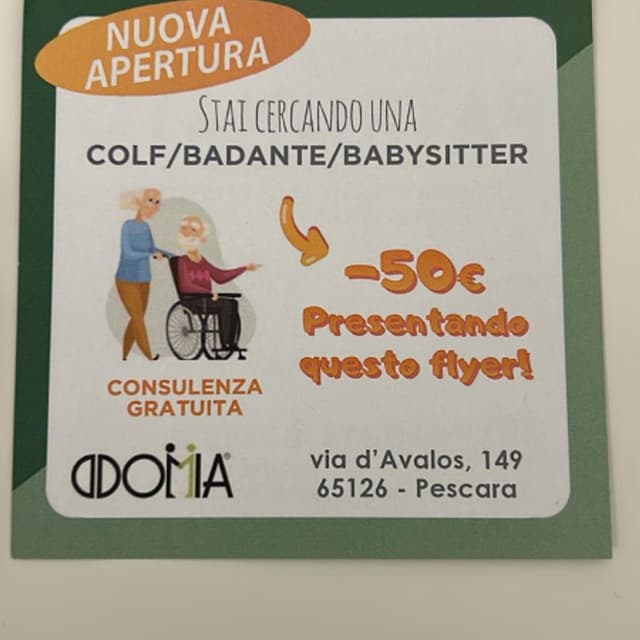 NUOVA
APERTURA
STAI CERCANDO UNA
COLF/BADANTE/BABYSITTER
-50€
Presentando
questo flyer!
CONSULENZA
GRATUITA
ADOMIA®
via d'Avalos, 149
65126 - Pescara